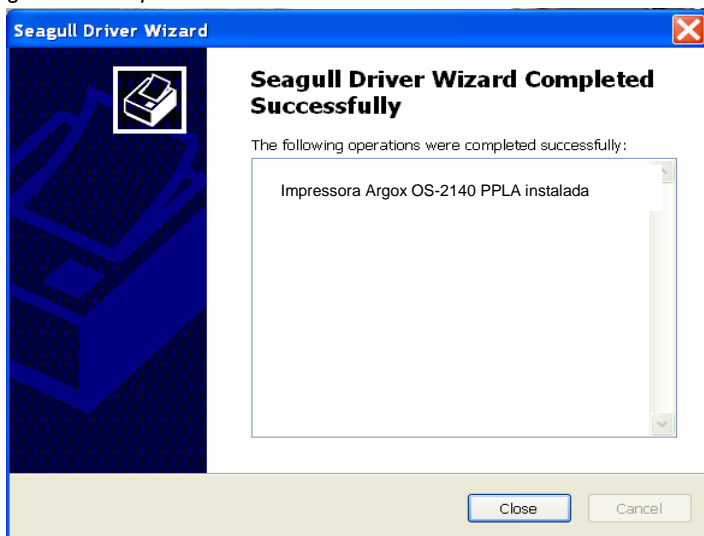 Seagull Driver Wizard
Seagull Driver Wizard Completed
Successfully
The following operations were completed successfully:
Impressora Argox OS-2140 PPLA instalada
Close
Cancel